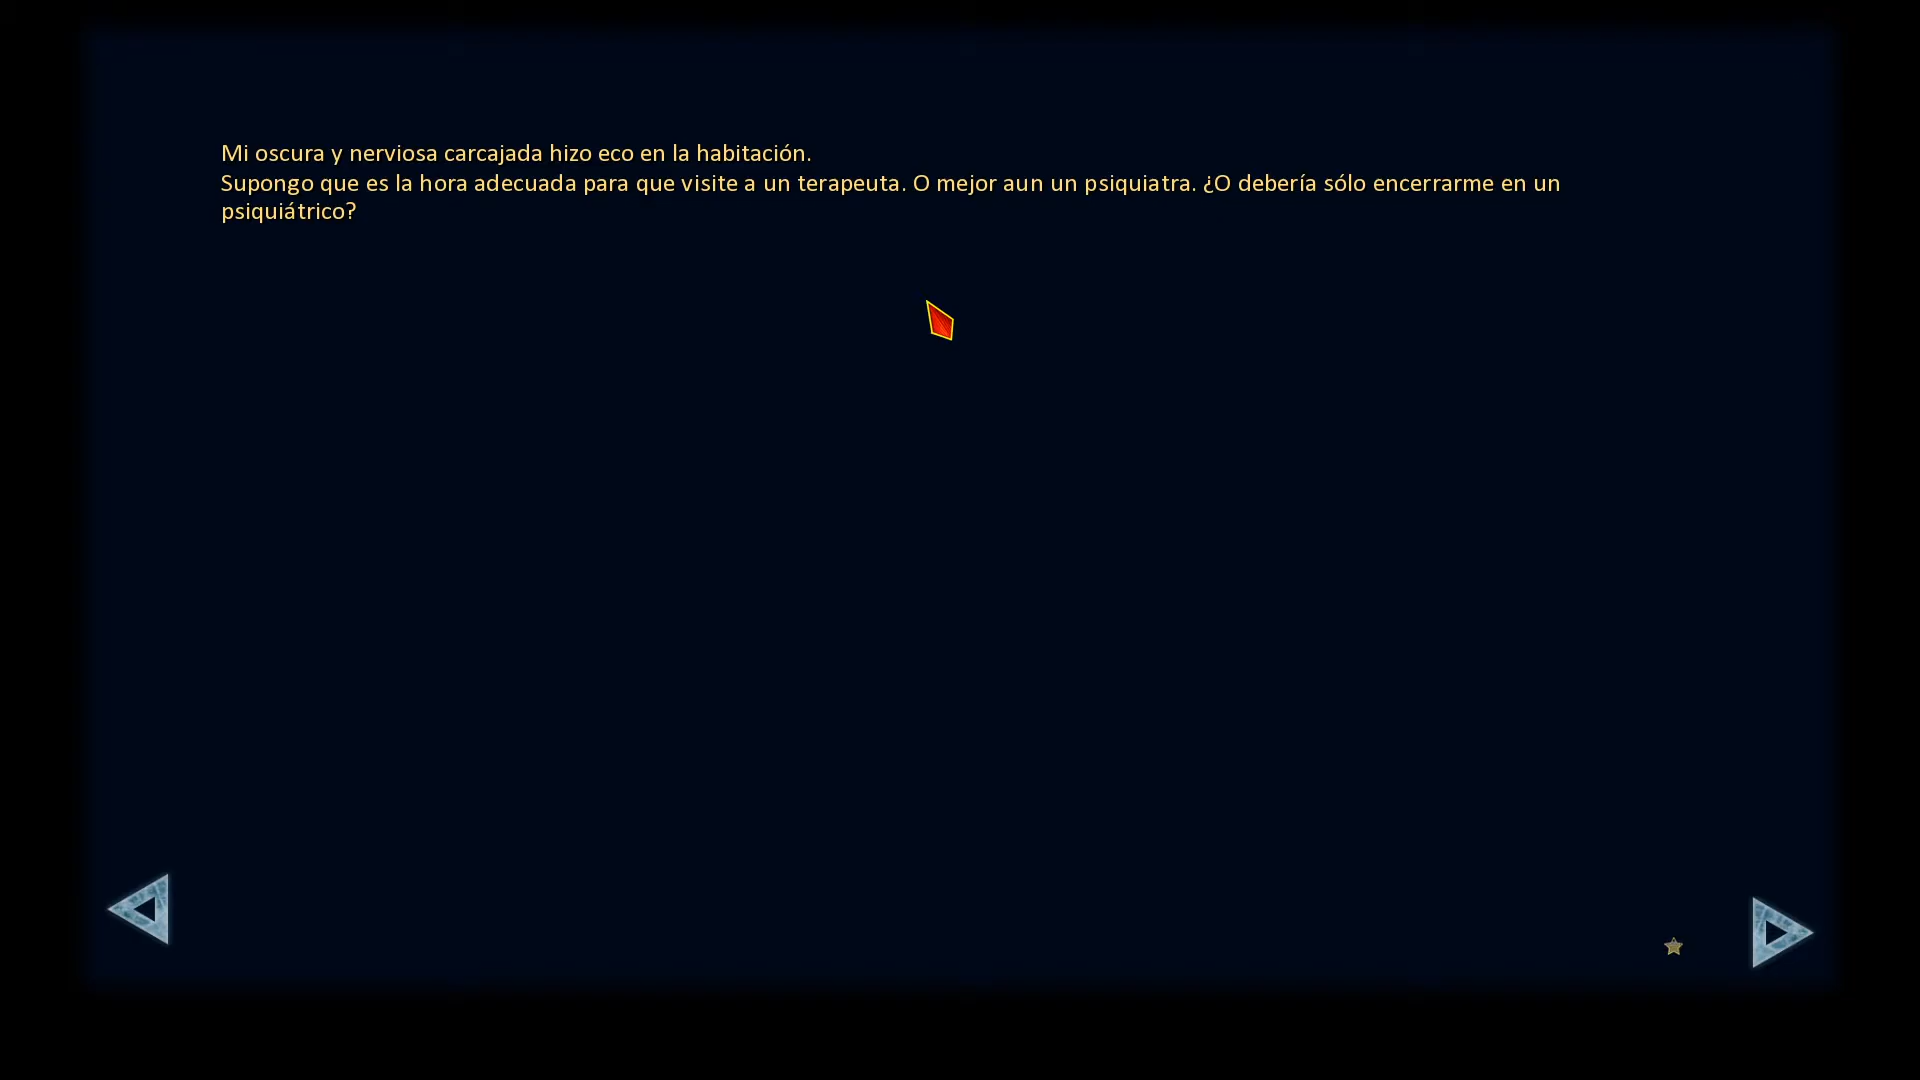 Mi oscura y nerviosa carcajada hizo eco en la habitación.
Supongo que es la hora adecuada para que visite a un terapeuta. O mejor aun un psiquiatra. ¿O debería sólo encerrarme en un
psiquiátrico?